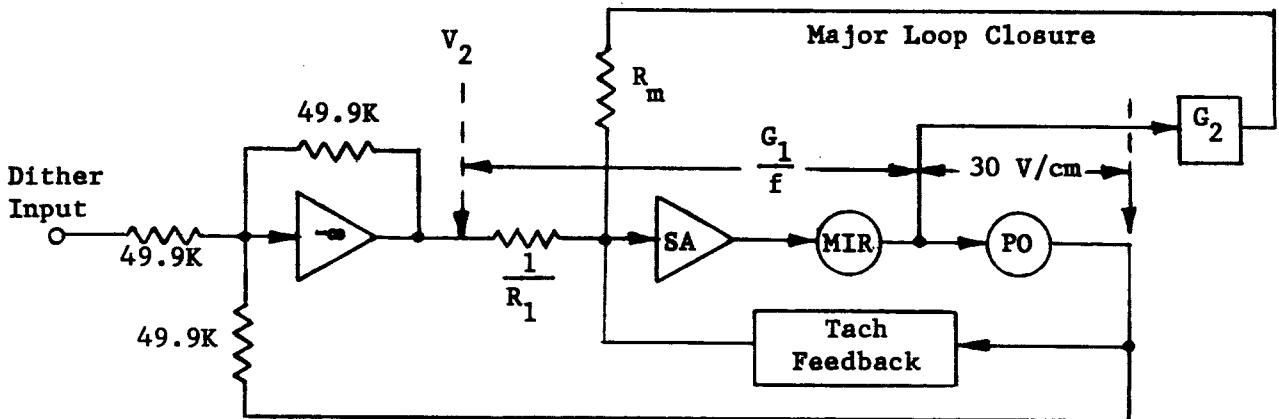 Major Loop Closure
V2
Rm
49.9K
G2
G1
f
30 V/cm
Dither
Input
-∞
SA
MIR
PO
49.9K
1
R1
49.9K
Tach
Feedback